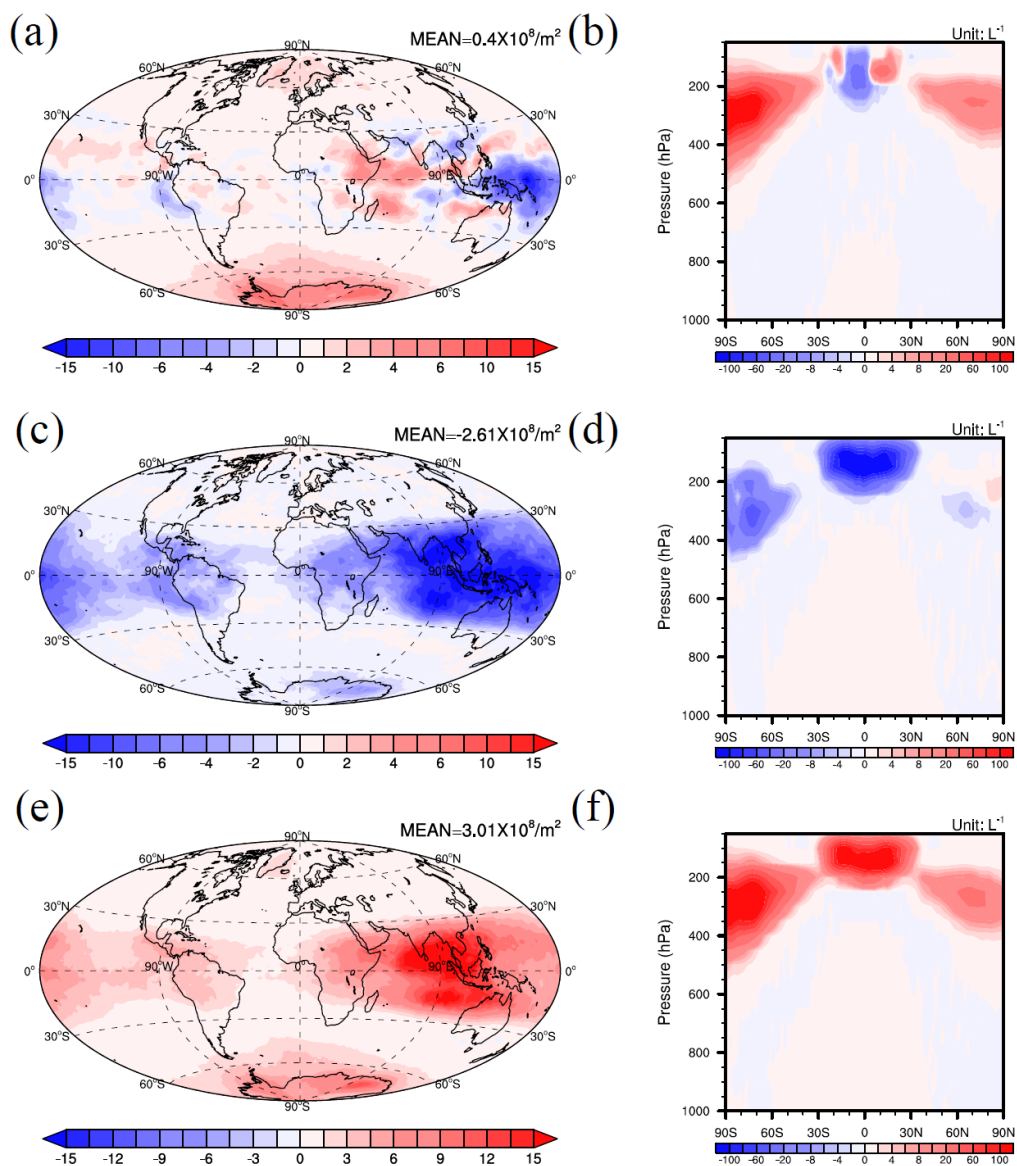 (a)
MEAN=0.4X10⁸/m²
90°N
60°N
30°N
0°
90°W
90°E
0°
30°S
30°S
60°S
60°S
90°S
-15 -10 -6 -4 -2 0 2 4 6 10 15
(b)
Unit: L⁻¹
Pressure (hPa)
200
400
600
800
1000
90S 60S 30S 0 30N 60N 90N
-100 -60 -20 -8 -4 0 4 8 20 60 100
(c)
MEAN=-2.61X10⁸/m²
90°N
60°N
60°N
30°N
30°N
0°
90°W
90°E
0°
30°S
30°S
60°S
60°S
90°S
-15 -10 -6 -4 -2 0 2 4 6 10 15
(d)
Unit: L⁻¹
Pressure (hPa)
200
400
600
800
1000
90S 60S 30S 0 30N 60N 90N
-100 -60 -20 -8 -4 0 4 8 20 60 100
(e)
MEAN=3.01X10⁸/m²
90°N
60°N
60°N
30°N
30°N
0°
90°W
90°E
0°
30°S
30°S
60°S
60°S
90°S
-15 -12 -9 -6 -3 0 3 6 9 12 15
(f)
Unit: L⁻¹
Pressure (hPa)
200
400
600
800
1000
90S 60S 30S 0 30N 60N 90N
-100 -60 -20 -8 -4 0 4 8 20 60 100